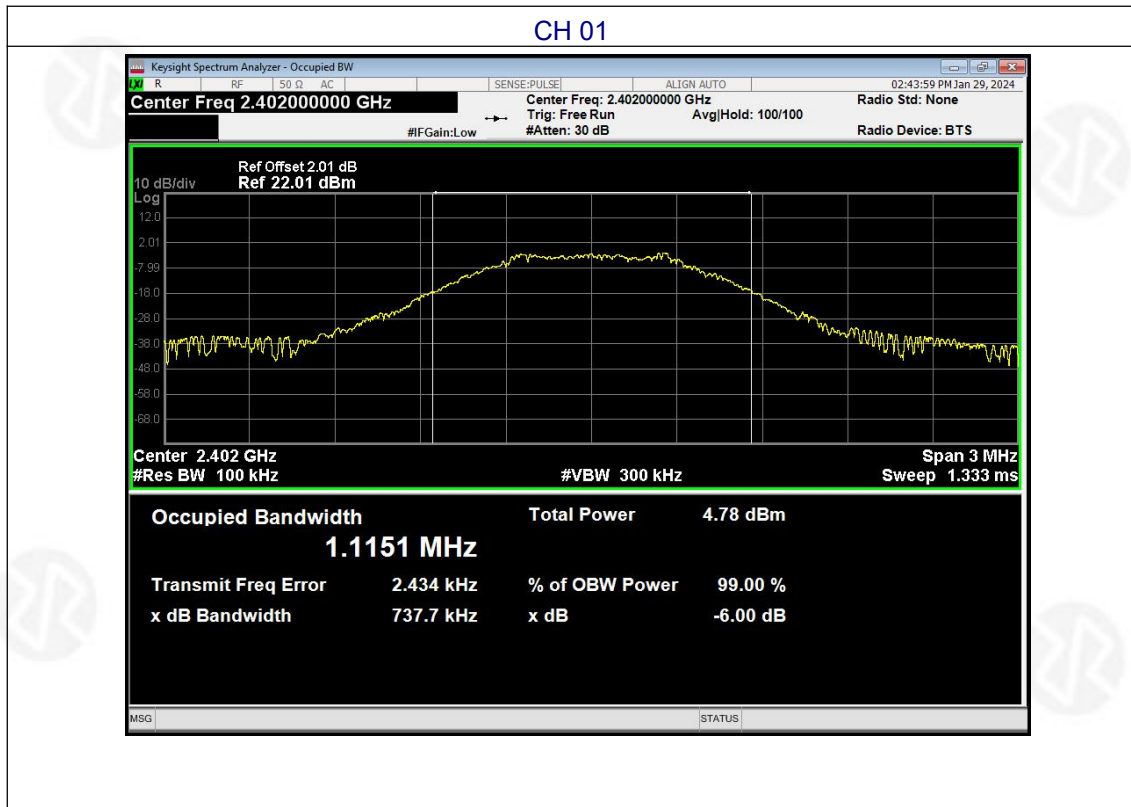 CH 01
Keysight Spectrum Analyzer - Occupied BW
LXI R RF 50 Ω AC SENSE:PULSE ALIGN AUTO 02:43:59 PM Jan 29, 2024
Center Freq 2.402000000 GHz
Center Freq: 2.402000000 GHz
Radio Std: None
Trig: Free Run Avg|Hold: 100/100
#IFGain:Low #Atten: 30 dB Radio Device: BTS
Ref Offset 2.01 dB
10 dB/div Ref 22.01 dBm
Log
12.0
2.01
-7.99
-18.0
-28.0
-38.0
-48.0
-58.0
-68.0
Center 2.402 GHz Span 3 MHz
#Res BW 100 kHz #VBW 300 kHz Sweep 1.333 ms
Occupied Bandwidth Total Power 4.78 dBm
1.1151 MHz
Transmit Freq Error 2.434 kHz % of OBW Power 99.00 %
x dB Bandwidth 737.7 kHz x dB -6.00 dB
MSG STATUS